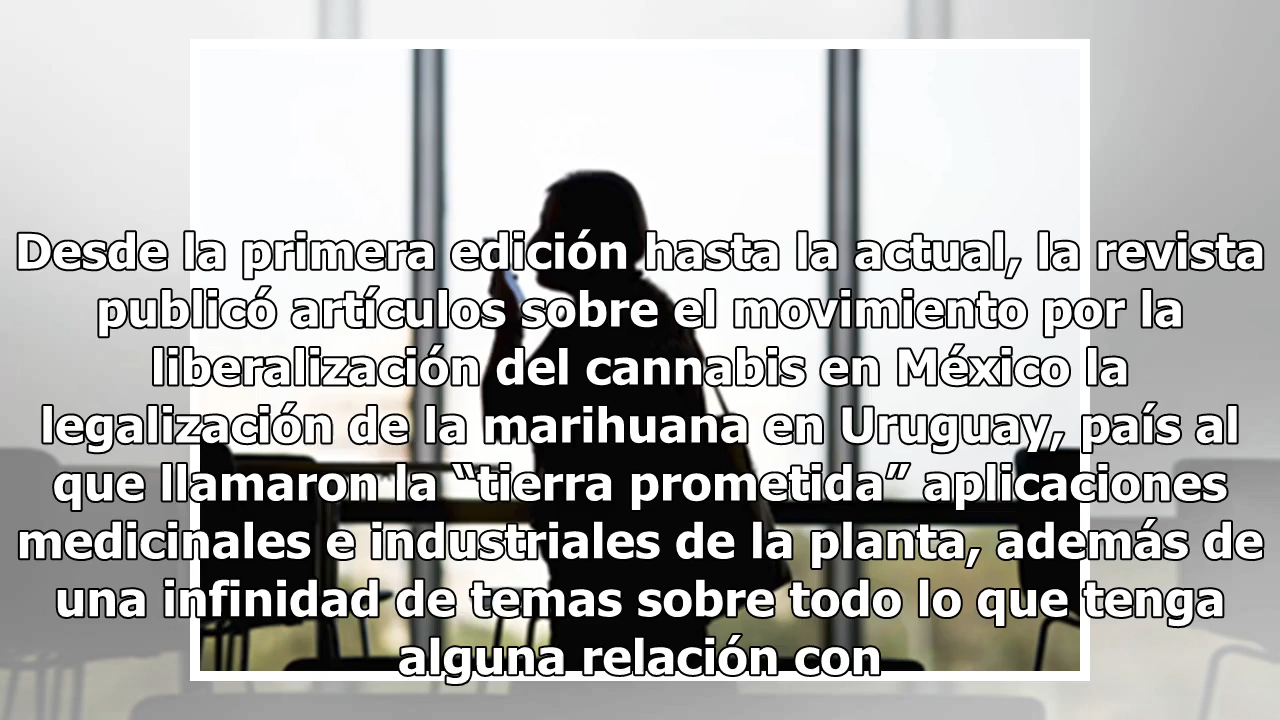 Desde la primera edición hasta la actual, la revista
publicó artículos sobre el movimiento por la
liberalización del cannabis en México la
legalización de la marihuana en Uruguay, país al
que llamaron la “tierra prometida” aplicaciones
medicinales e industriales de la planta, además de
una infinidad de temas sobre todo lo que tenga
alguna relación con